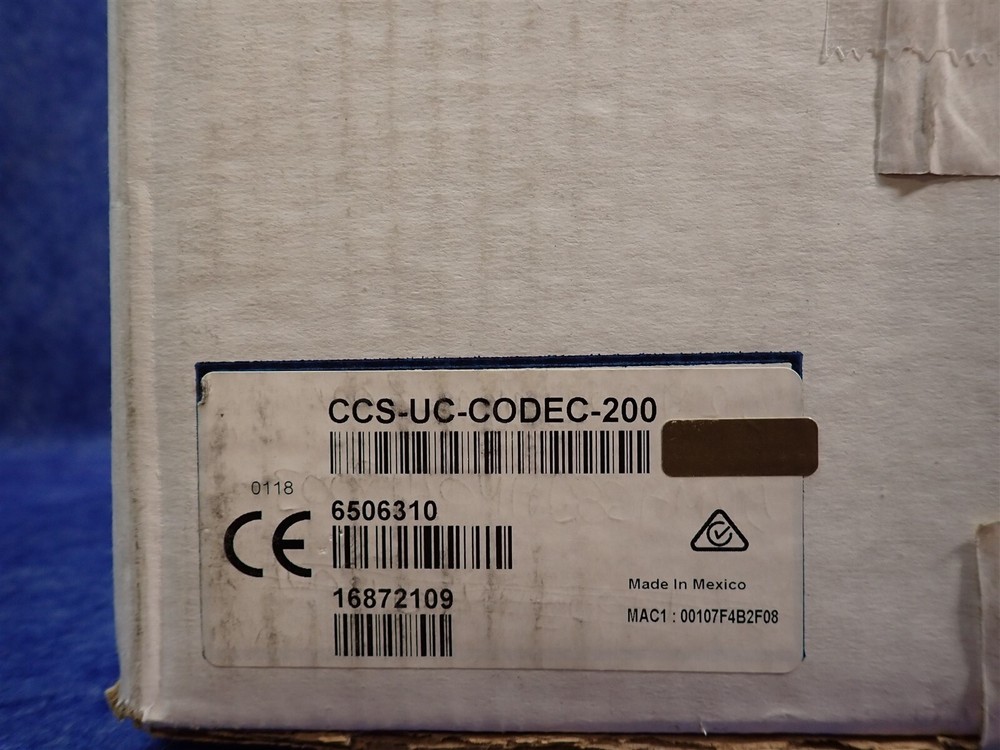 CCS-UC-CODEC-200
0118
6506310
CE
16872109
Made In Mexico
MAC1 : 00107F4B2F08